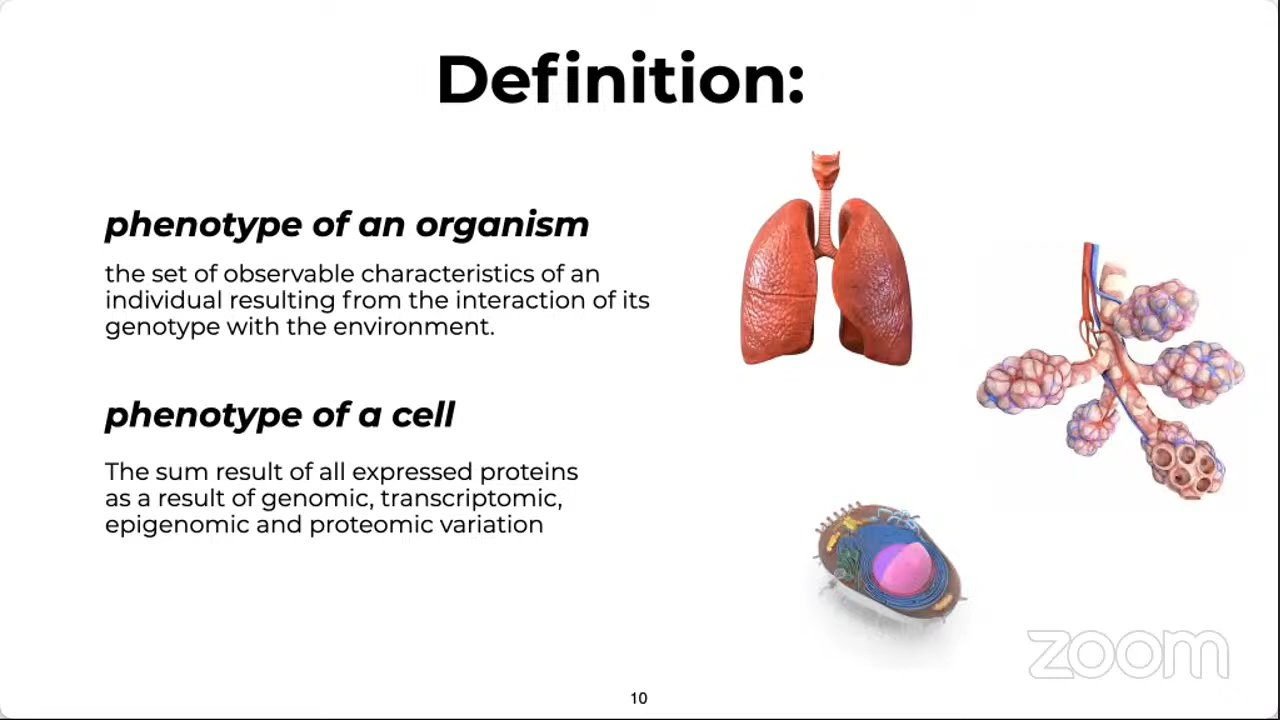 Definition:
phenotype of an organism
the set of observable characteristics of an
individual resulting from the interaction of its
genotype with the environment.
phenotype of a cell
The sum result of all expressed proteins
as a result of genomic, transcriptomic,
epigenomic and proteomic variation
zoom
10